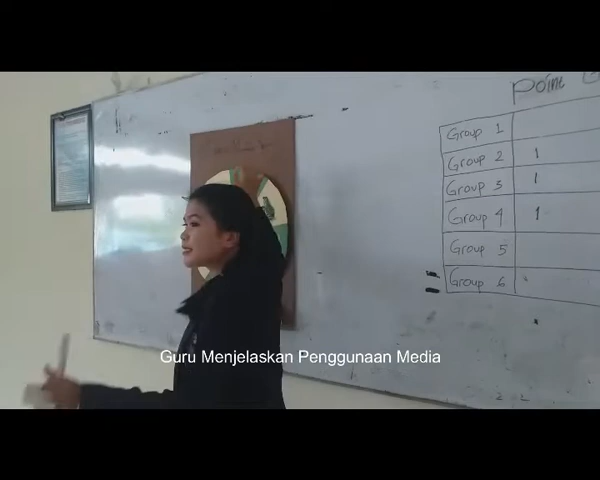 Point
Group 1
Group 2 1
Group 3 1
Group 4 1
Group 5
Group 6
Guru Menjelaskan Penggunaan Media